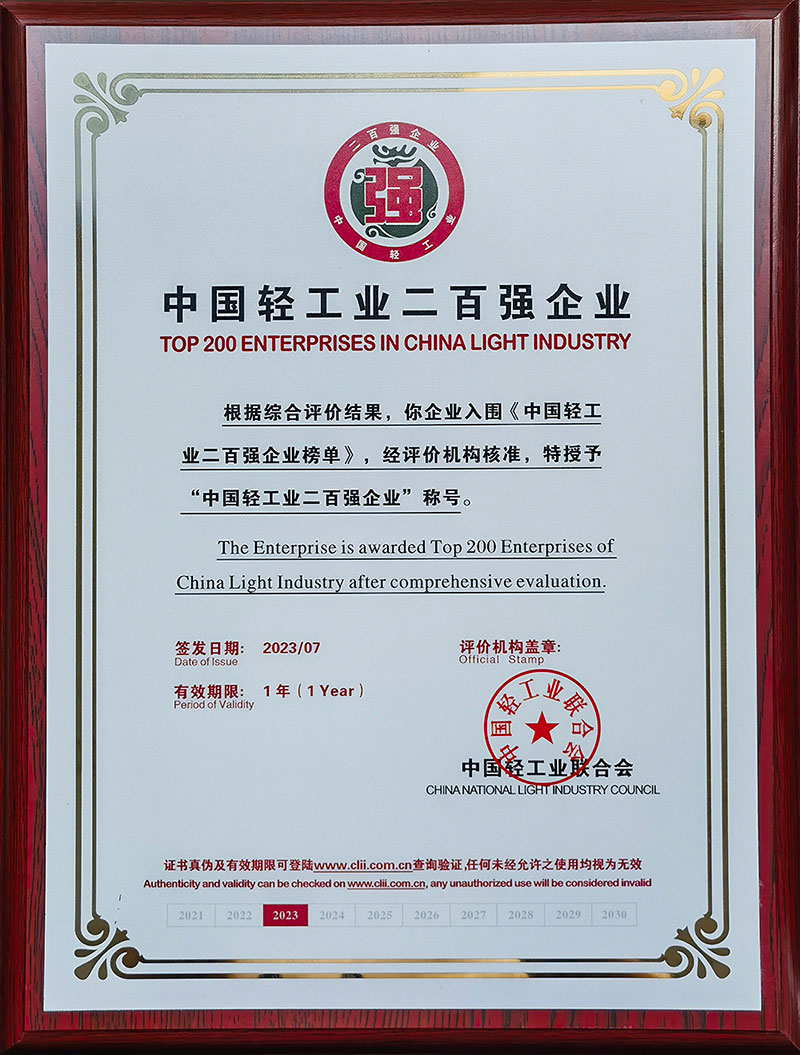 二百强企业
强
中国轻工业
中国轻工业二百强企业
TOP 200 ENTERPRISES IN CHINA LIGHT INDUSTRY
根据综合评价结果，你企业入围《中国轻工
业二百强企业榜单》，经评价机构核准，特授予
“中国轻工业二百强企业”称号。
The Enterprise is awarded Top 200 Enterprises of
China Light Industry after comprehensive evaluation.
签发日期: 2023/07
Date of Issue
有效期限: 1 年（1 Year）
Period of Validity
评价机构盖章:
Official Stamp
中国轻工业联合会
中国轻工业联合会
CHINA NATIONAL LIGHT INDUSTRY COUNCIL
证书真伪及有效期限可登陆www.clii.com.cn查询验证,任何未经允许之使用均视为无效
Authenticity and validity can be checked on www.clii.com.cn, any unauthorized use will be considered invalid
2021 2022 2023 2024 2025 2026 2027 2028 2029 2030